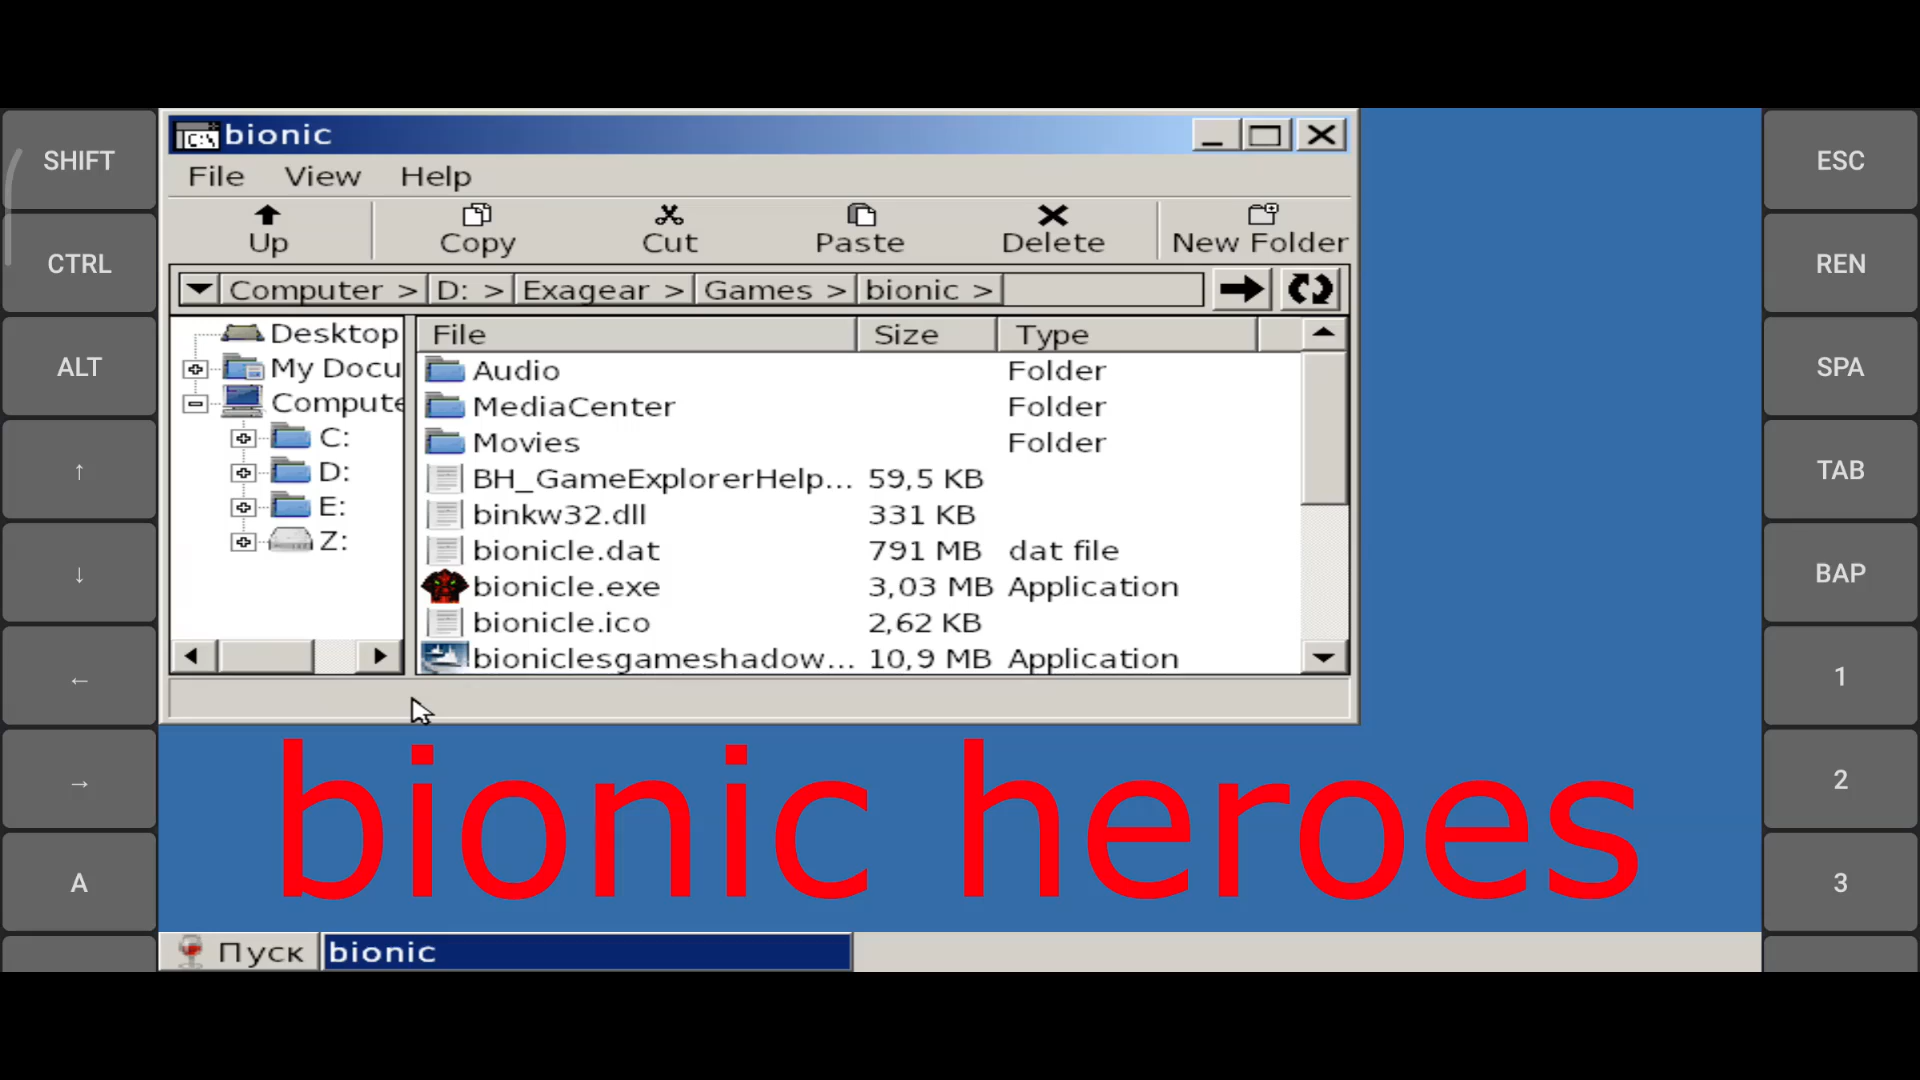 SHIFT
CTRL
ALT
↑
↓
←
→
A
C:\
bionic
File View Help
Up Copy Cut Paste Delete New Folder
Computer > D: > Exagear > Games > bionic >
Desktop
My Docu
Compute
C:
D:
E:
Z:
File Size Type
Audio Folder
MediaCenter Folder
Movies Folder
BH_GameExplorerHelp... 59,5 KB
binkw32.dll 331 KB
bionicle.dat 791 MB dat file
bionicle.exe 3,03 MB Application
bionicle.ico 2,62 KB
bioniclesgameshadow... 10,9 MB Application
bionic heroes
Пуск bionic
ESC
REN
SPA
TAB
BAP
1
2
3